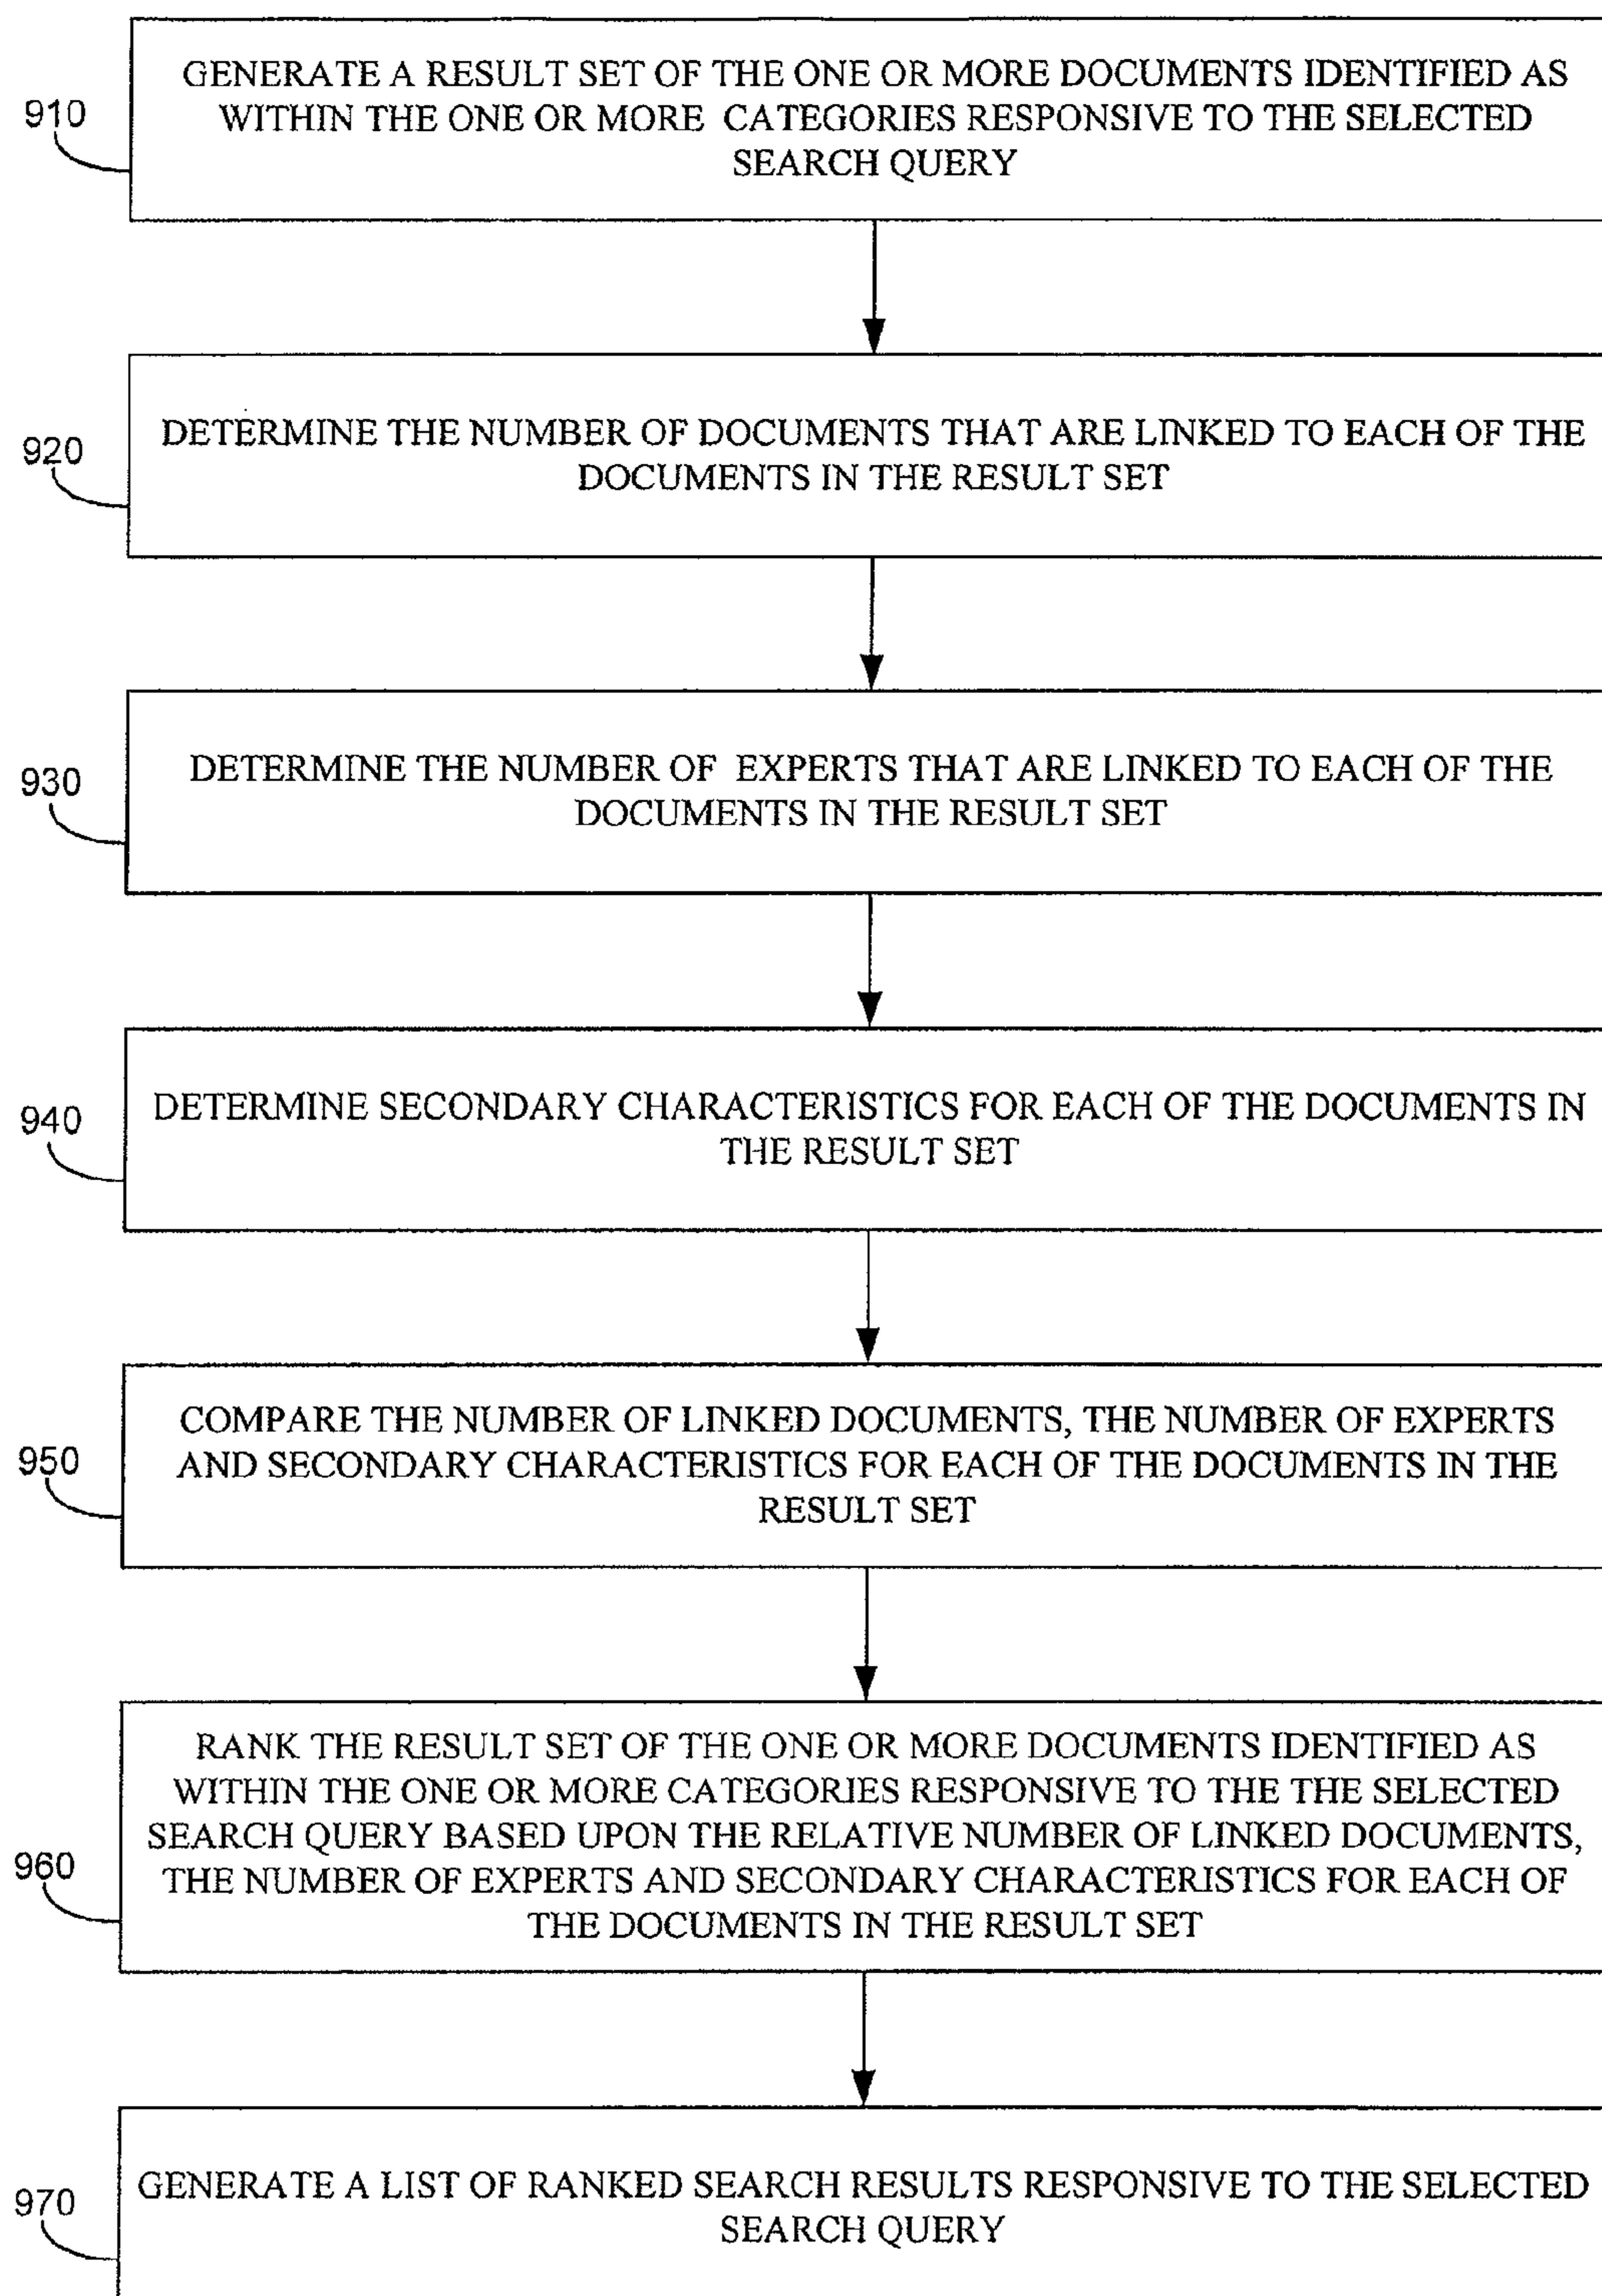 910
GENERATE A RESULT SET OF THE ONE OR MORE DOCUMENTS IDENTIFIED AS
WITHIN THE ONE OR MORE CATEGORIES RESPONSIVE TO THE SELECTED
SEARCH QUERY
920
DETERMINE THE NUMBER OF DOCUMENTS THAT ARE LINKED TO EACH OF THE
DOCUMENTS IN THE RESULT SET
930
DETERMINE THE NUMBER OF EXPERTS THAT ARE LINKED TO EACH OF THE
DOCUMENTS IN THE RESULT SET
940
DETERMINE SECONDARY CHARACTERISTICS FOR EACH OF THE DOCUMENTS IN
THE RESULT SET
950
COMPARE THE NUMBER OF LINKED DOCUMENTS, THE NUMBER OF EXPERTS
AND SECONDARY CHARACTERISTICS FOR EACH OF THE DOCUMENTS IN THE
RESULT SET
960
RANK THE RESULT SET OF THE ONE OR MORE DOCUMENTS IDENTIFIED AS
WITHIN THE ONE OR MORE CATEGORIES RESPONSIVE TO THE THE SELECTED
SEARCH QUERY BASED UPON THE RELATIVE NUMBER OF LINKED DOCUMENTS,
THE NUMBER OF EXPERTS AND SECONDARY CHARACTERISTICS FOR EACH OF
THE DOCUMENTS IN THE RESULT SET
970
GENERATE A LIST OF RANKED SEARCH RESULTS RESPONSIVE TO THE SELECTED
SEARCH QUERY